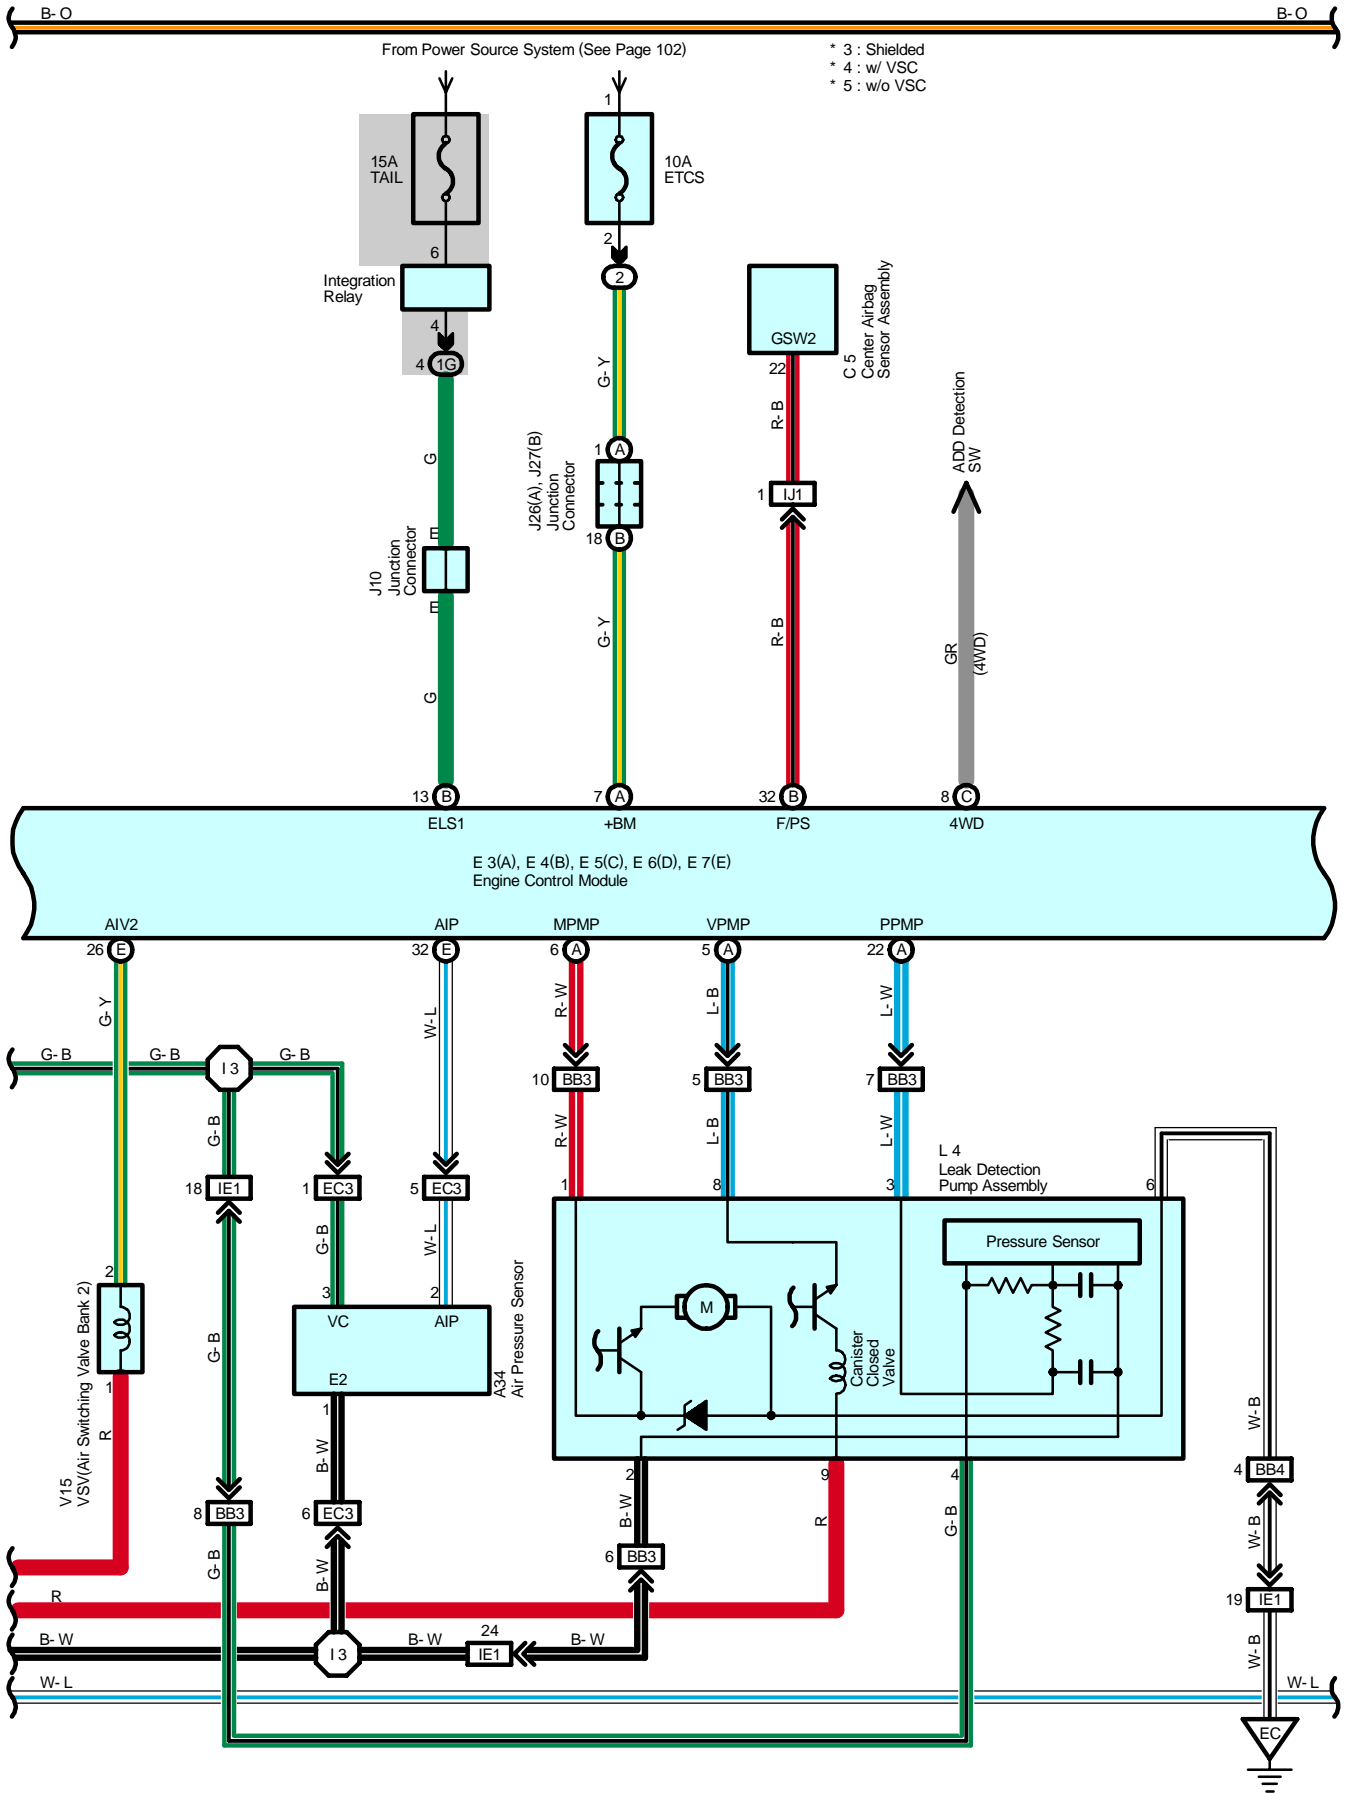 B- O
B- O
From Power Source System (See Page 102)
* 3 : Shielded
* 4 : w/ VSC
* 5 : w/o VSC
1
15A
TAIL
10A
ETCS
6
2
2
Integration
Relay
4
4
1G
GSW2
22
C 5
Center Airbag
Sensor Assembly
G- Y
R- B
G
J26(A), J27(B)
Junction
Connector
1
A
18
B
1
IJ1
ADD Detection
SW
J10
Junction
Connector
E
E
G
G- Y
R- B
GR
(4WD)
13
B
7
A
32
B
8
C
ELS1
+BM
F/PS
4WD
E 3(A), E 4(B), E 5(C), E 6(D), E 7(E)
Engine Control Module
AIV2
AIP
MPMP
VPMP
PPMP
26
E
32
E
6
A
5
A
22
A
G- Y
W- L
R- W
L- B
L- W
G- B
G- B
I 3
G- B
10
BB3
5
BB3
7
BB3
G- B
R- W
L- B
L- W
18
IE1
1
EC3
5
EC3
L 4
Leak Detection
Pump Assembly
1
8
3
6
G- B
W- L
Pressure Sensor
2
3
2
VC
AIP
E2
A34
Air Pressure Sensor
M
Canister
Closed
Valve
G- B
V15
VSV(Air Switching Valve Bank 2)
1
R
1
B- W
2
9
4
W- B
4
BB4
8
BB3
6
EC3
B- W
R
G- B
W- B
G- B
B- W
6
BB3
19
IE1
R
B- W
I 3
B- W
24
IE1
B- W
W- B
W- L
W- L
EC